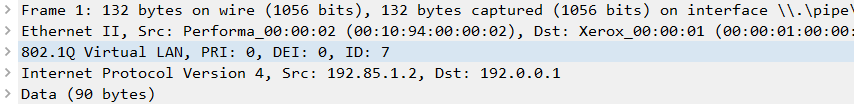 Frame 1: 132 bytes on wire (1056 bits), 132 bytes captured (1056 bits) on interface \\.\pipe\
Ethernet II, Src: Performa_00:00:02 (00:10:94:00:00:02), Dst: Xerox_00:00:01 (00:00:01:00:00:
802.1Q Virtual LAN, PRI: 0, DEI: 0, ID: 7
Internet Protocol Version 4, Src: 192.85.1.2, Dst: 192.0.0.1
Data (90 bytes)